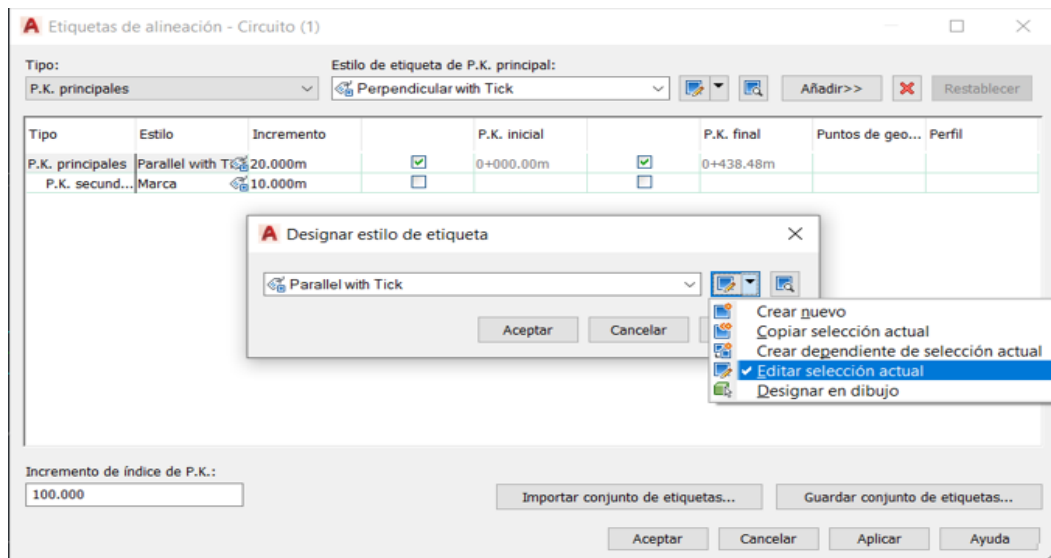 Etiquetas de alineación - Circuito (1)
Tipo: Estilo de etiqueta de P.K. principal:
P.K. principales Perpendicular with Tick Añadir>> Restablecer
Tipo Estilo Incremento P.K. inicial P.K. final Puntos de geo... Perfil
P.K. principales Parallel with Ti 20.000m 0+000.00m 0+438.48m
P.K. secund... Marca 10.000m
Designar estilo de etiqueta
Parallel with Tick
Crear nuevo
Aceptar Cancelar Copiar selección actual
Crear dependiente de selección actual
Editar selección actual
Designar en dibujo
Incremento de índice de P.K.:
100.000 Importar conjunto de etiquetas... Guardar conjunto de etiquetas...
Aceptar Cancelar Aplicar Ayuda